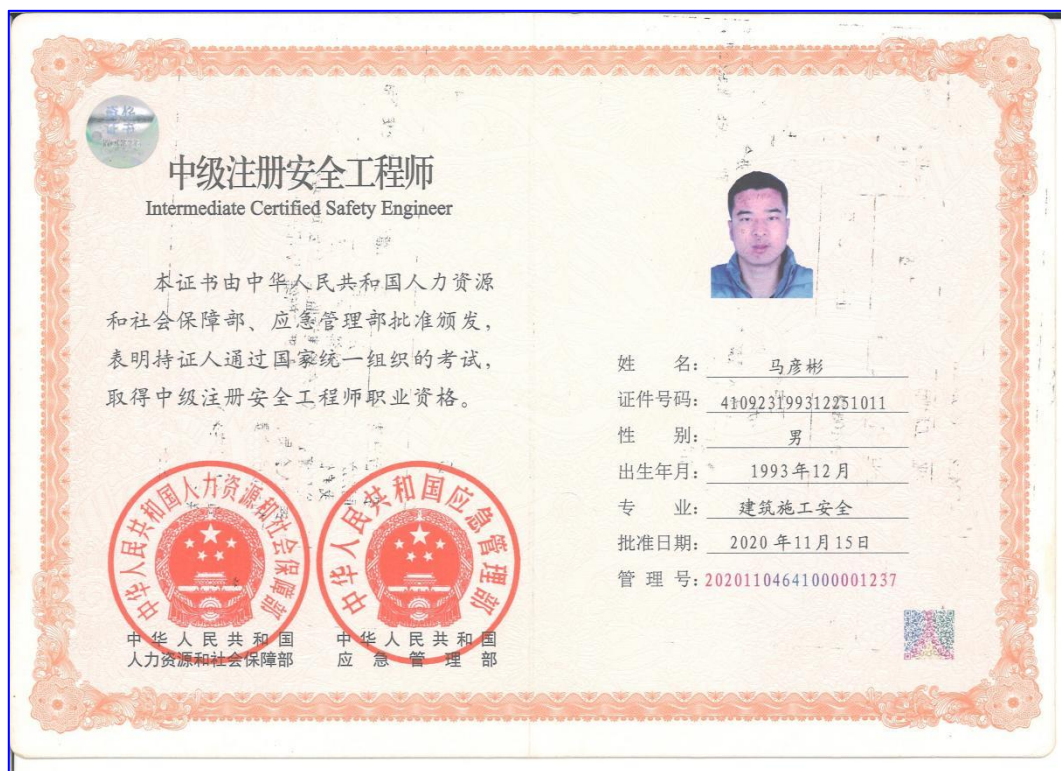 中级注册安全工程师
Intermediate Certified Safety Engineer
本证书由中华人民共和国人力资源
和社会保障部、应急管理部批准颁发，
表明持证人通过国家统一组织的考试，
取得中级注册安全工程师职业资格。
中华人民共和国人力资源和社会保障部
中华人民共和国应急管理部
中华人民共和国
人力资源和社会保障部
中华人民共和国
应急管理部
姓 名：马彦彬
证件号码：410923199312251011
性 别：男
出生年月：1993年12月
专 业：建筑施工安全
批准日期：2020年11月15日
管 理 号：20201104641000001237